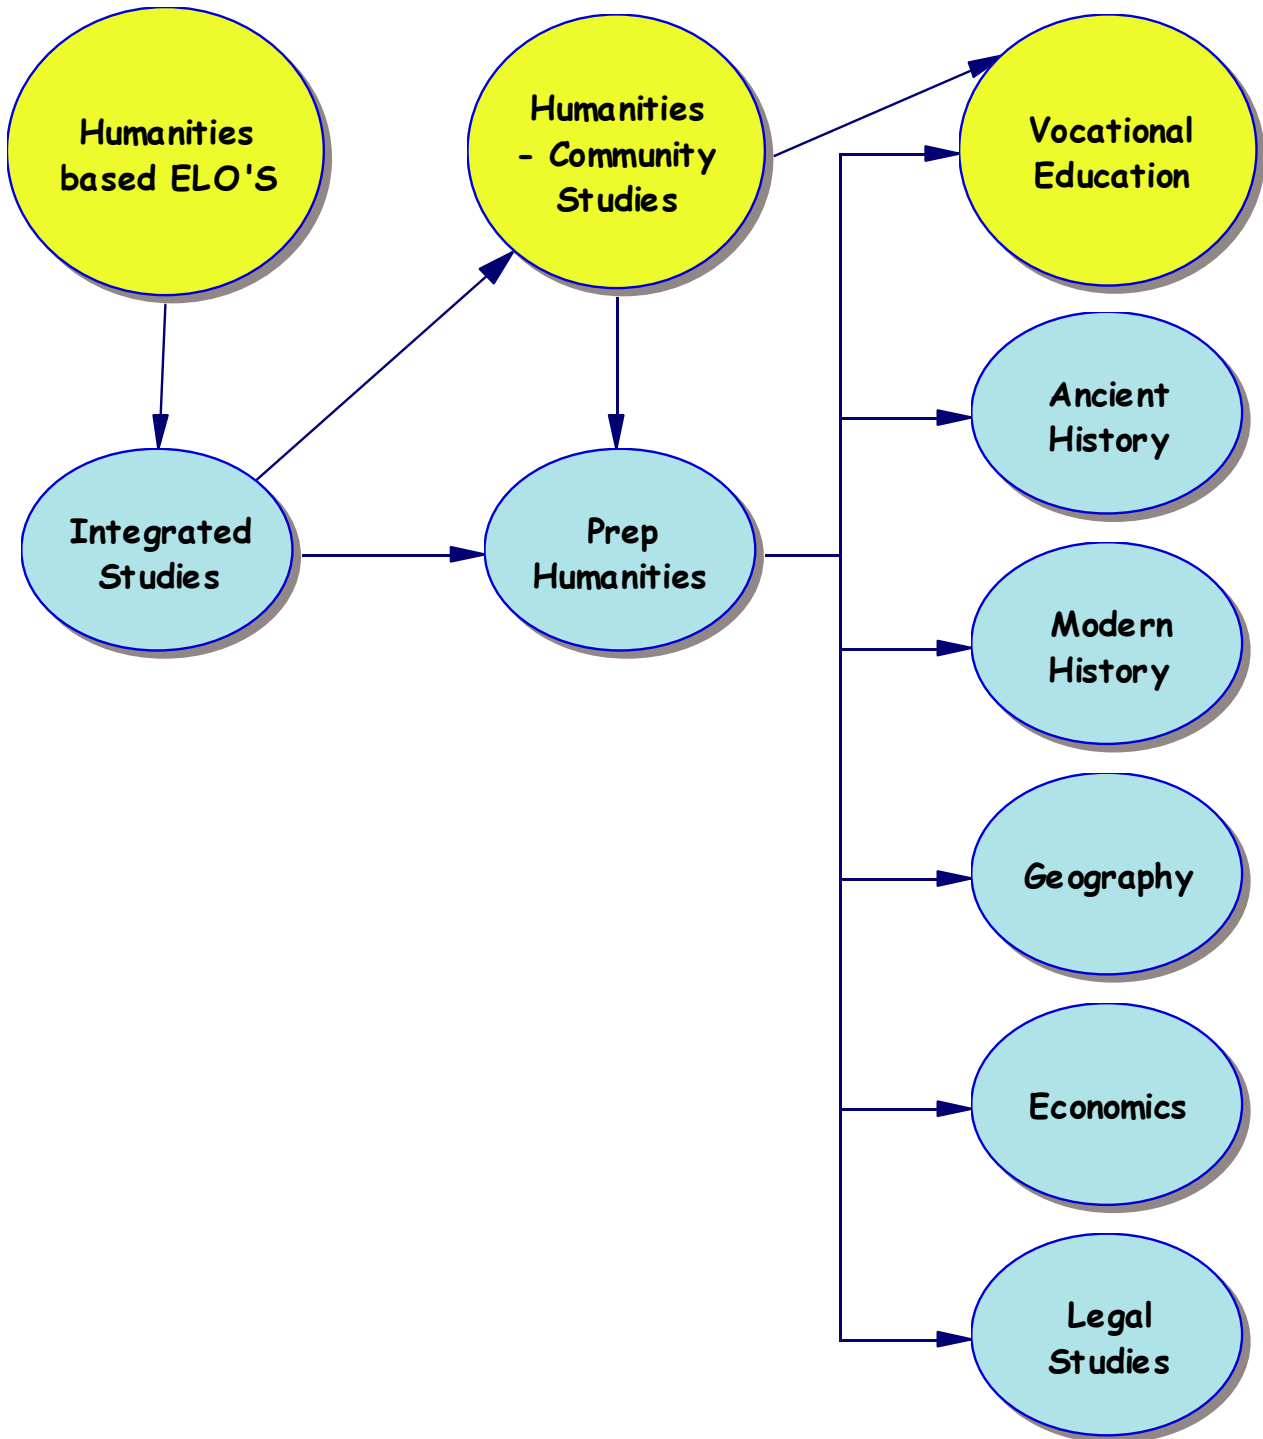 Humanities
based ELO'S
Humanities
- Community
Studies
Vocational
Education
Ancient
History
Integrated
Studies
Prep
Humanities
Modern
History
Geography
Economics
Legal
Studies